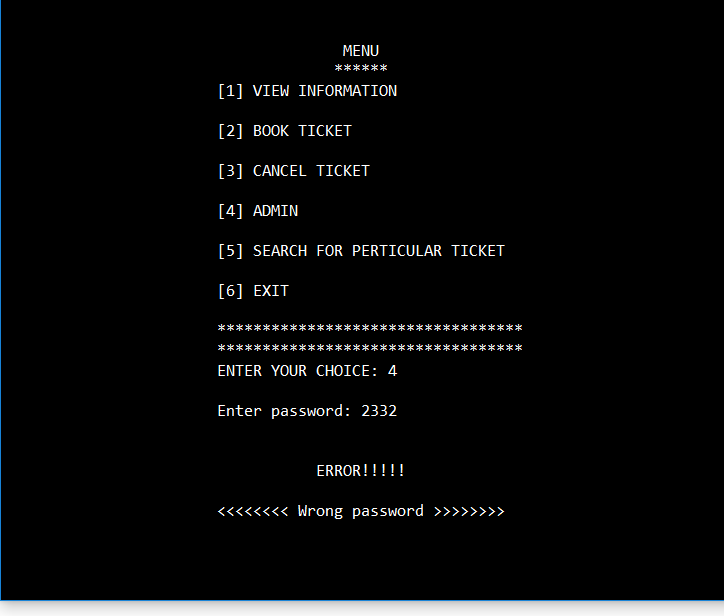 MENU
******
[1] VIEW INFORMATION
[2] BOOK TICKET
[3] CANCEL TICKET
[4] ADMIN
[5] SEARCH FOR PERTICULAR TICKET
[6] EXIT
**********************************
**********************************
ENTER YOUR CHOICE: 4
Enter password: 2332
ERROR!!!!!
<<<<<<<< Wrong password >>>>>>>>